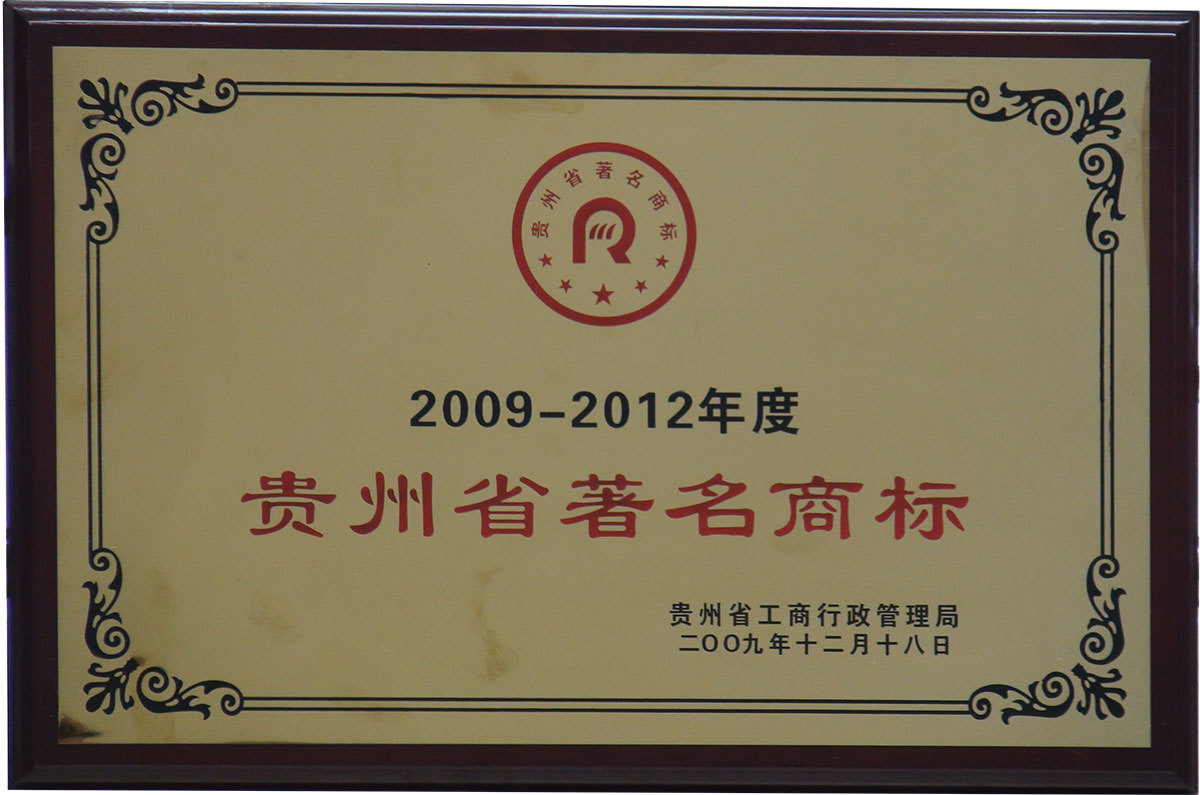 贵州省著名商标
R
2009-2012年度
贵州省著名商标
贵州省工商行政管理局
二〇〇九年十二月十八日